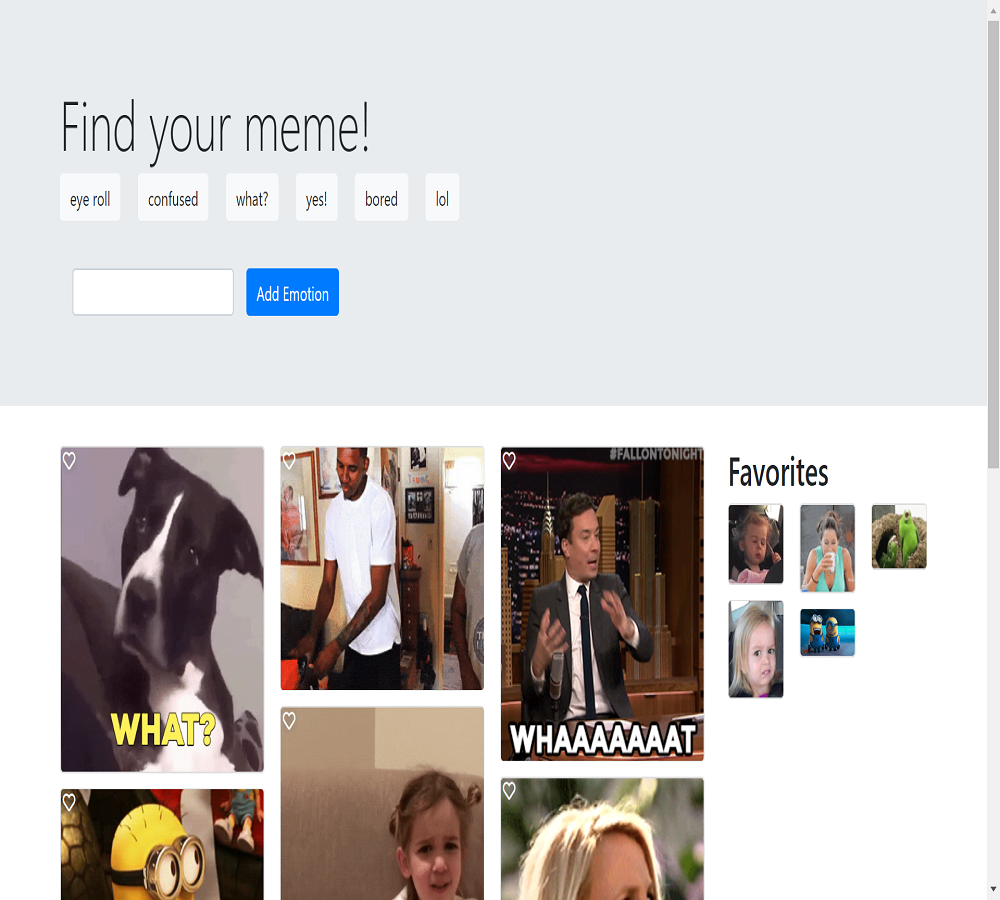 Find your meme!
eye roll confused what? yes! bored lol
Add Emotion
#FALLONTONIGHT
WHAT?
WHAAAAAAAT
Favorites